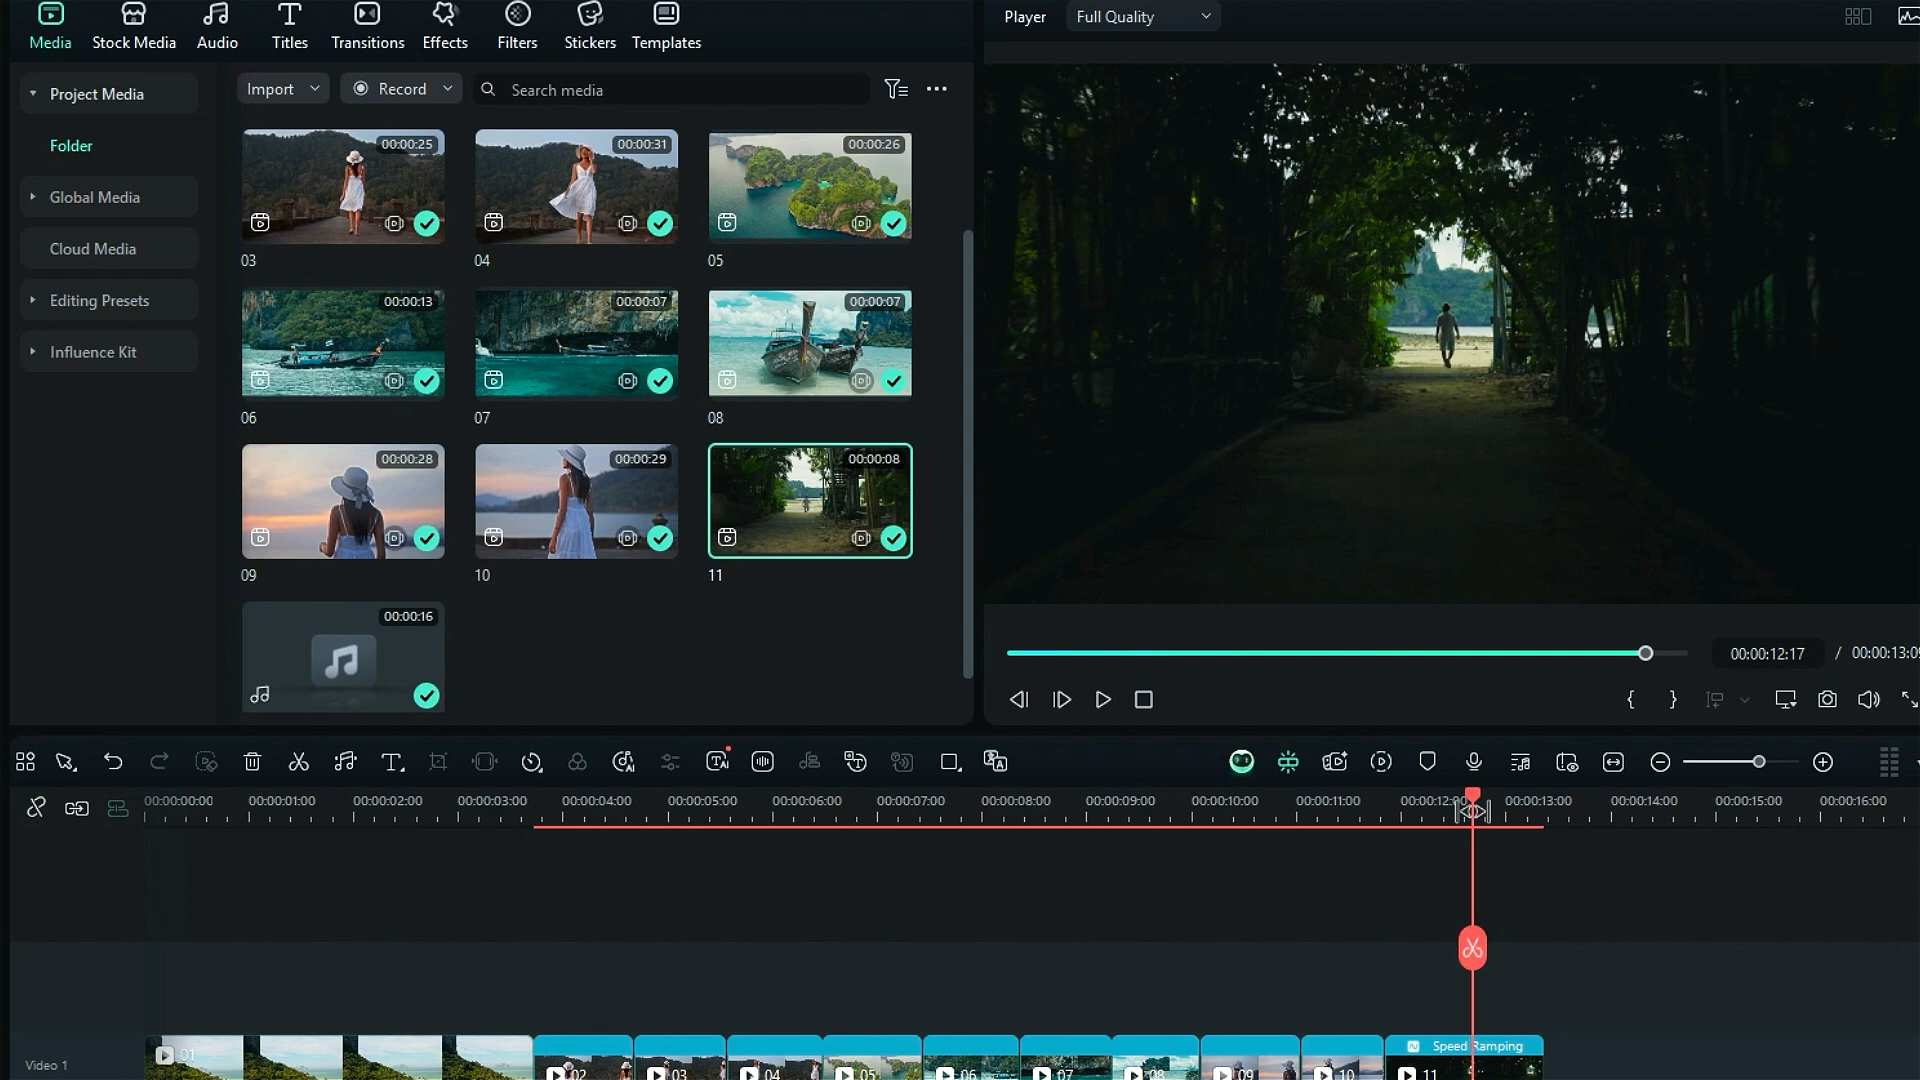 Media Stock Media Audio Titles Transitions Effects Filters Stickers Templates
Player Full Quality
Project Media
Folder
Global Media
Cloud Media
Editing Presets
Influence Kit
Import Record Search media
00:00:25 00:00:31 00:00:26
03 04 05
00:00:13 00:00:07 00:00:07
06 07 08
00:00:28 00:00:29 00:00:08
09 10 11
00:00:16
00:00:12:17 / 00:00:13:09
00:00:00:00 00:00:01:00 00:00:02:00 00:00:03:00 00:00:04:00 00:00:05:00 00:00:06:00 00:00:07:00 00:00:08:00 00:00:09:00 00:00:10:00 00:00:11:00 00:00:12:00 00:00:13:00 00:00:14:00 00:00:15:00 00:00:16:00
Speed Ramping
Video 1
01 02 03 04 05 06 07 08 09 10 11